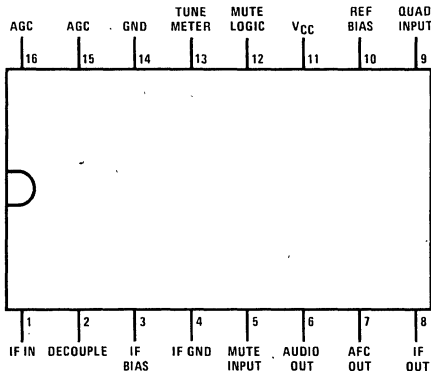 AGC AGC GND TUNE METER MUTE LOGIC VCC REF BIAS QUAD INPUT
16 15 14 13 12 11 10 9
1 2 3 4 5 6 7 8
IF IN DECOUPLE IF BIAS IF GND MUTE INPUT AUDIO OUT AFC OUT IF OUT